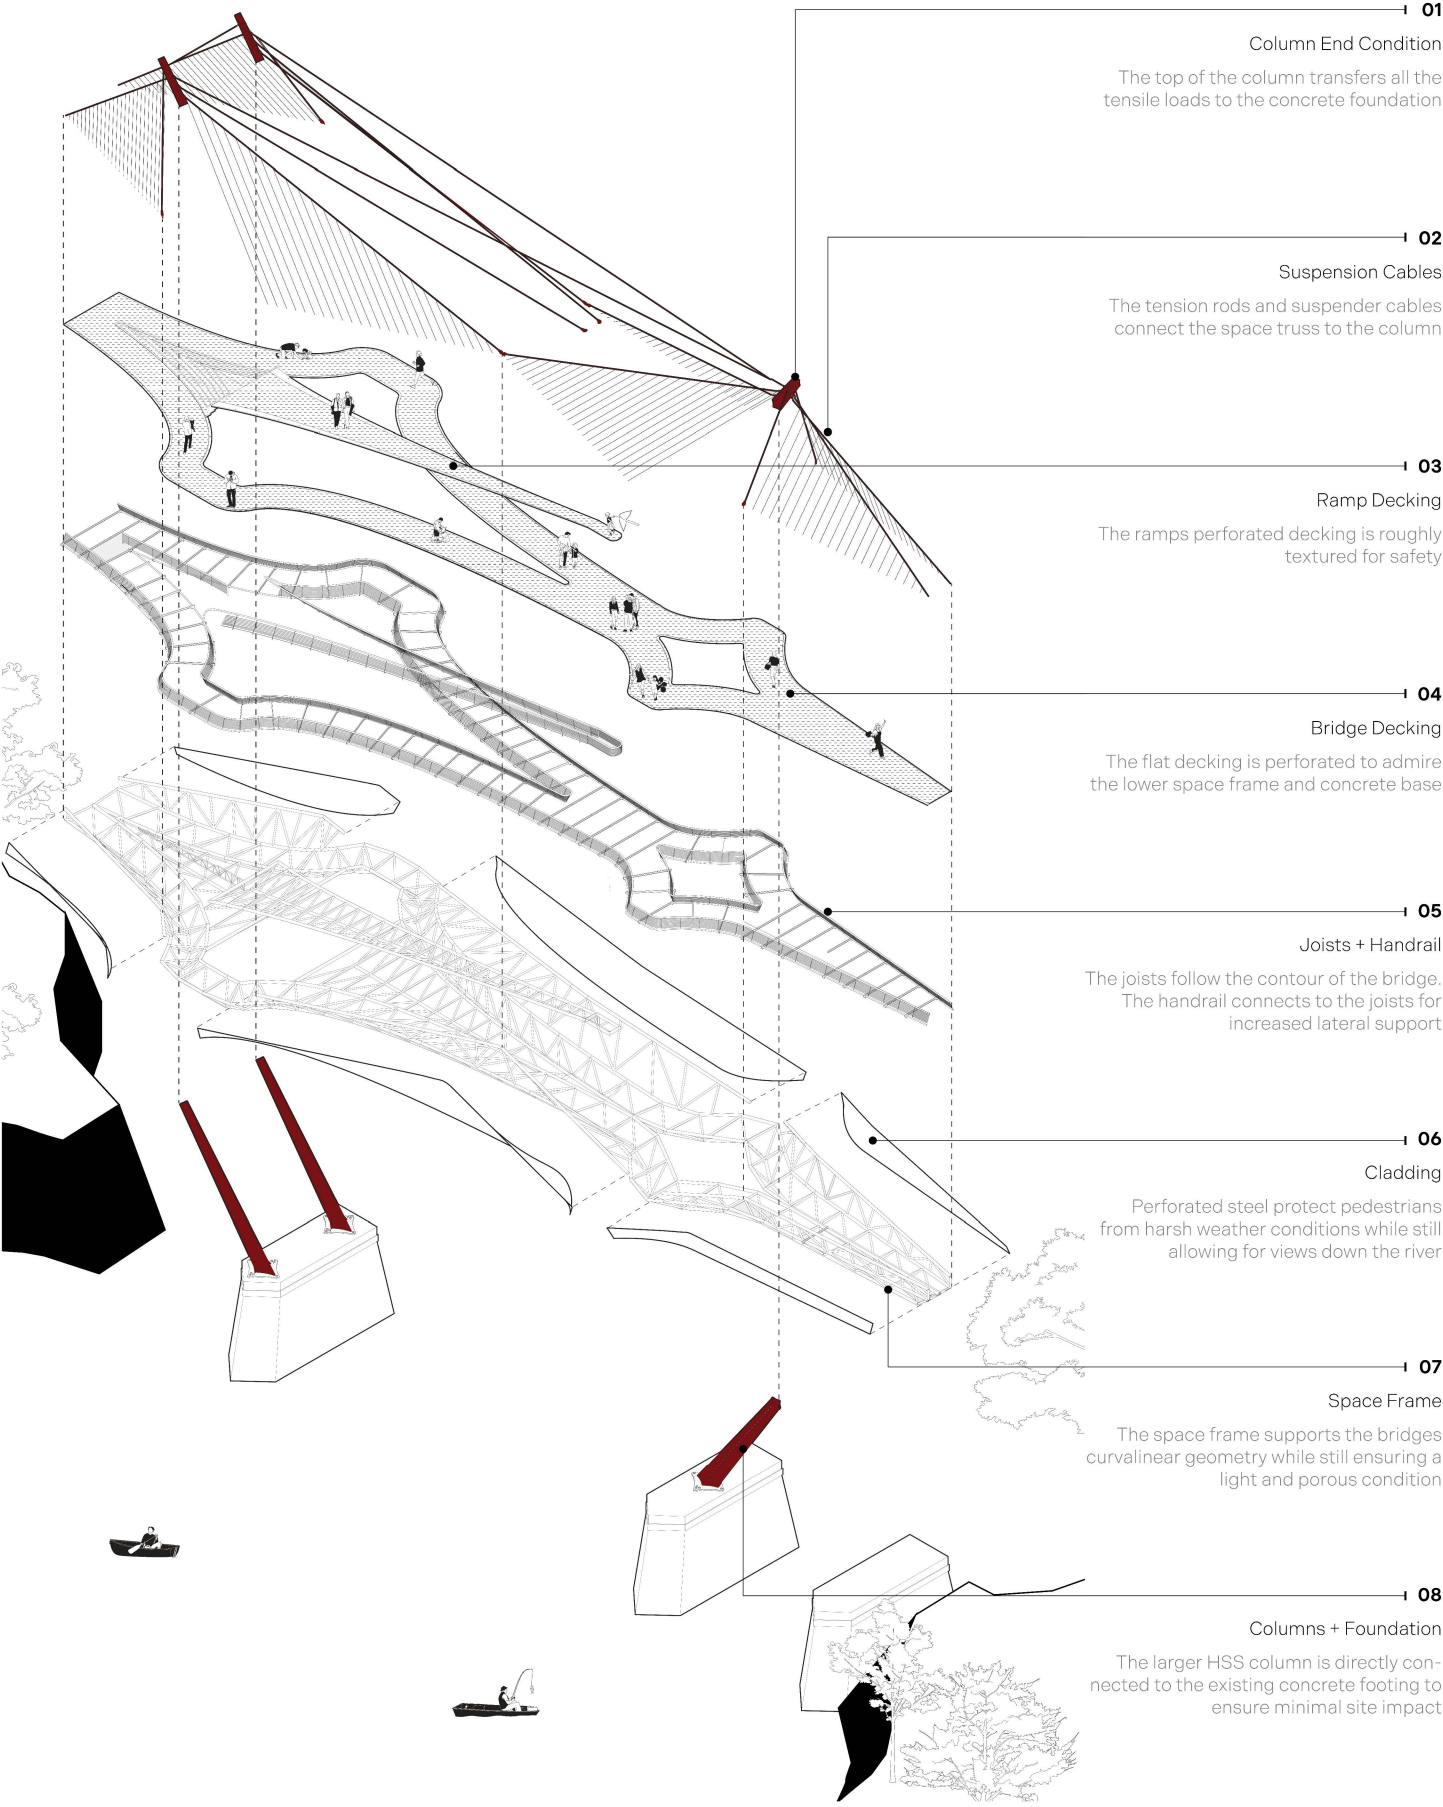 01
Column End Condition
The top of the column transfers all the
tensile loads to the concrete foundation
02
Suspension Cables
The tension rods and suspender cables
connect the space truss to the column
03
Ramp Decking
The ramps perforated decking is roughly
textured for safety
04
Bridge Decking
The flat decking is perforated to admire
the lower space frame and concrete base
05
Joists + Handrail
The joists follow the contour of the bridge.
The handrail connects to the joists for
increased lateral support
06
Cladding
Perforated steel protect pedestrians
from harsh weather conditions while still
allowing for views down the river
07
Space Frame
The space frame supports the bridges
curvalinear geometry while still ensuring a
light and porous condition
08
Columns + Foundation
The larger HSS column is directly con-
nected to the existing concrete footing to
ensure minimal site impact